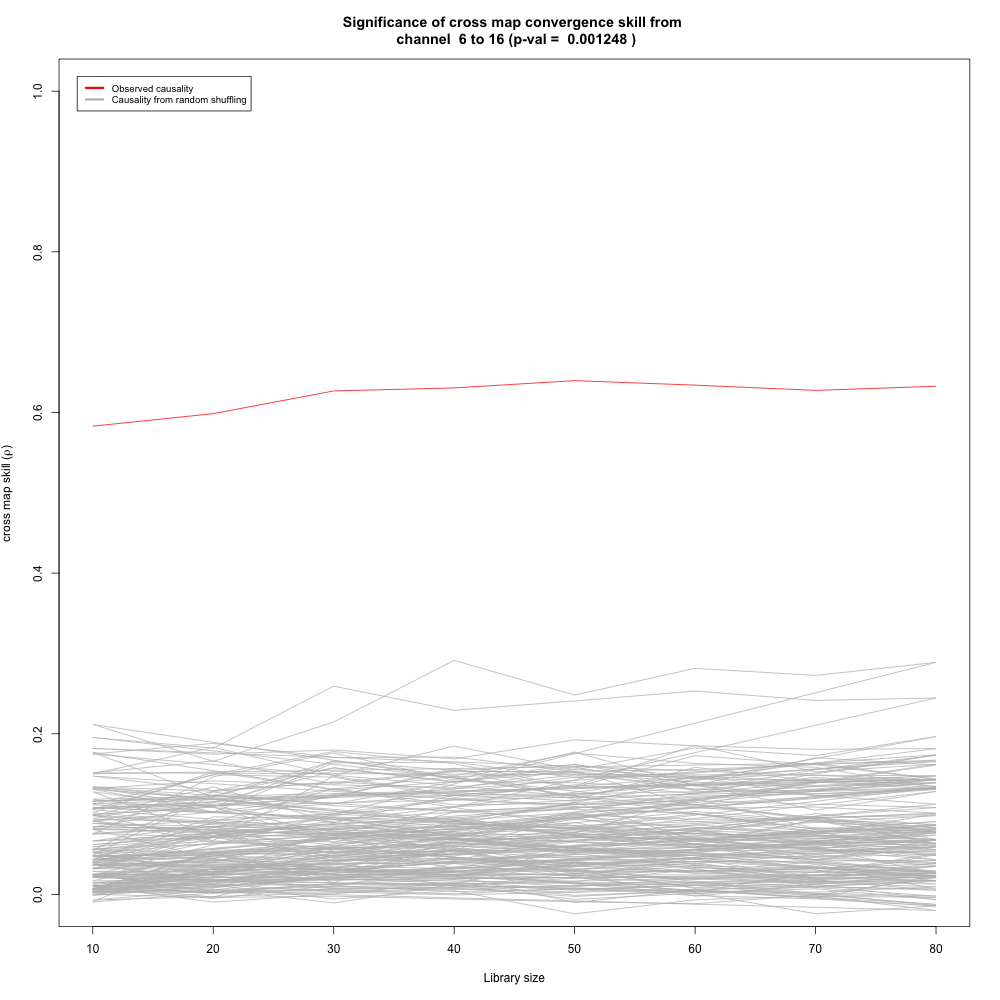 Significance of cross map convergence skill from
channel  6 to 16 (p-val =  0.001248 )
Observed causality
Causality from random shuffling
cross map skill (ρ)
1.0
0.8
0.6
0.4
0.2
0.0
10 20 30 40 50 60 70 80
Library size